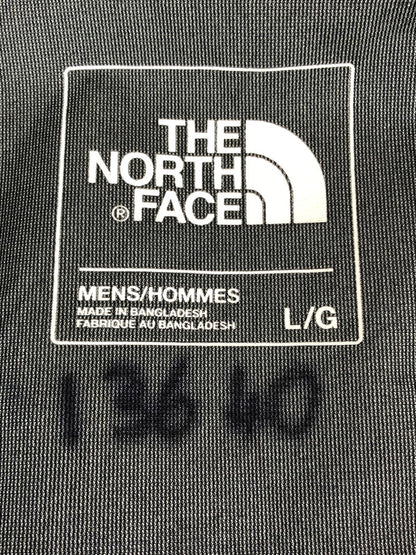 THE
NORTH
® FACE
MENS/HOMMES
MADE IN BANGLADESH
FABRIQUE AU BANGLADESH
L/G
13640